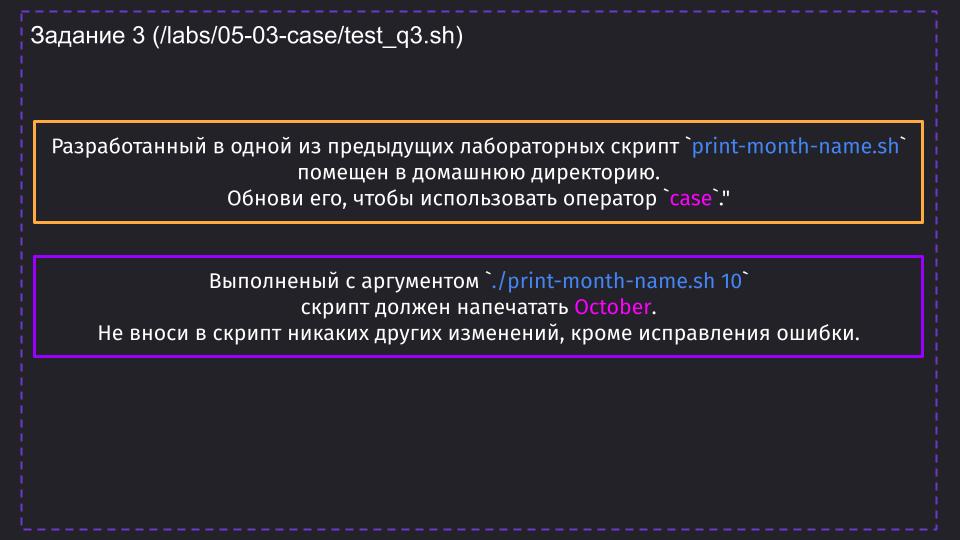 Задание 3 (/labs/05-03-case/test_q3.sh)
Разработанный в одной из предыдущих лабораторных скрипт `print-month-name.sh`
помещен в домашнюю директорию.
Обнови его, чтобы использовать оператор `case`."
Выполненый с аргументом `./print-month-name.sh 10`
скрипт должен напечатать October.
Не вноси в скрипт никаких других изменений, кроме исправления ошибки.